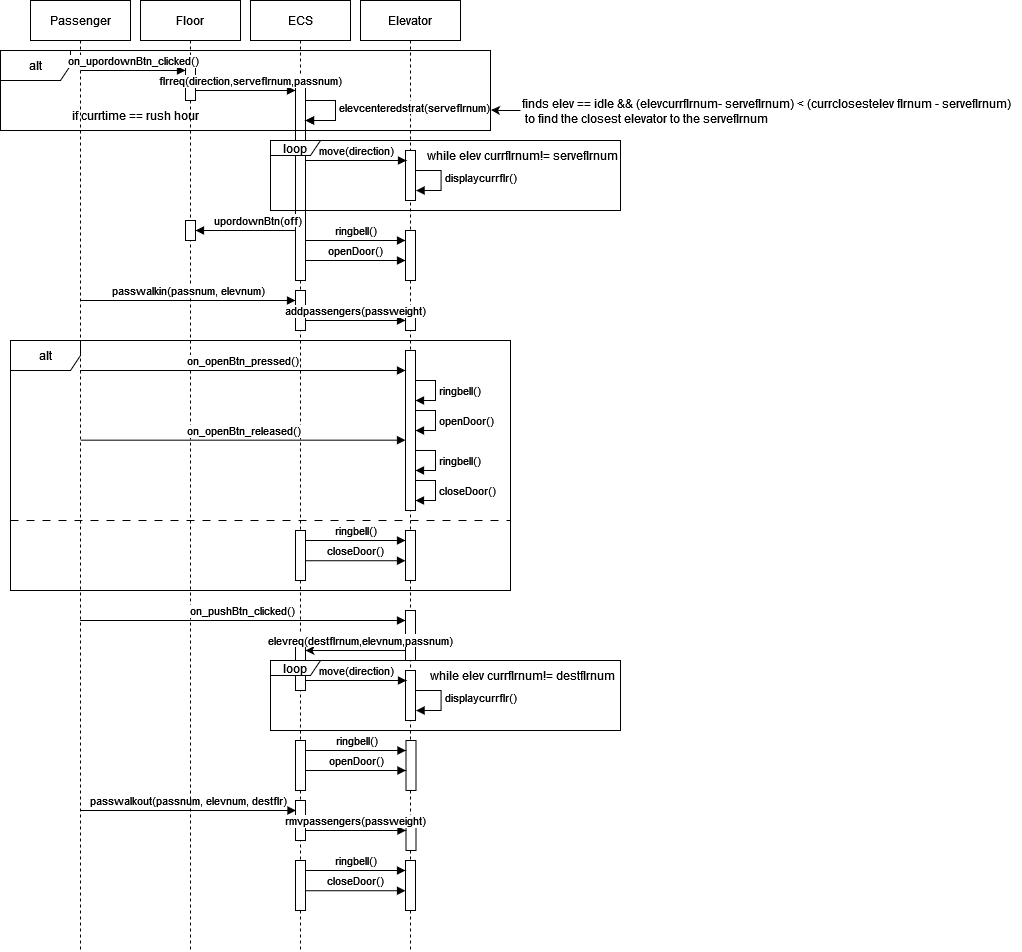 Passenger
Floor
ECS
Elevator
alt
on_upordownBtn_clicked()
flrreq(direction,serveflrnum,passnum)
elevcenteredstrat(serveflrnum)
finds elev == idle && (elevcurrflrnum- serveflrnum) < (currclosestelev flrnum - serveflrnum)
to find the closest elevator to the serveflrnum
if currtime == rush hour
loop
move(direction)
while elev currflrnum!= serveflrnum
displaycurrflr()
upordownBtn(off)
ringbell()
openDoor()
passwalkin(passnum, elevnum)
addpassengers(passweight)
alt
on_openBtn_pressed()
ringbell()
openDoor()
on_openBtn_released()
ringbell()
closeDoor()
ringbell()
closeDoor()
on_pushBtn_clicked()
elevreq(destflrnum,elevnum,passnum)
loop
move(direction)
while elev currflrnum!= destflrnum
displaycurrflr()
ringbell()
openDoor()
passwalkout(passnum, elevnum, destflr)
rmvpassengers(passweight)
ringbell()
closeDoor()